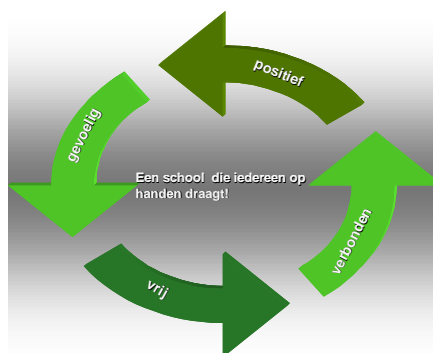 positief
gevoelig
Een school die iedereen op
handen draagt!
verbonden
vrij